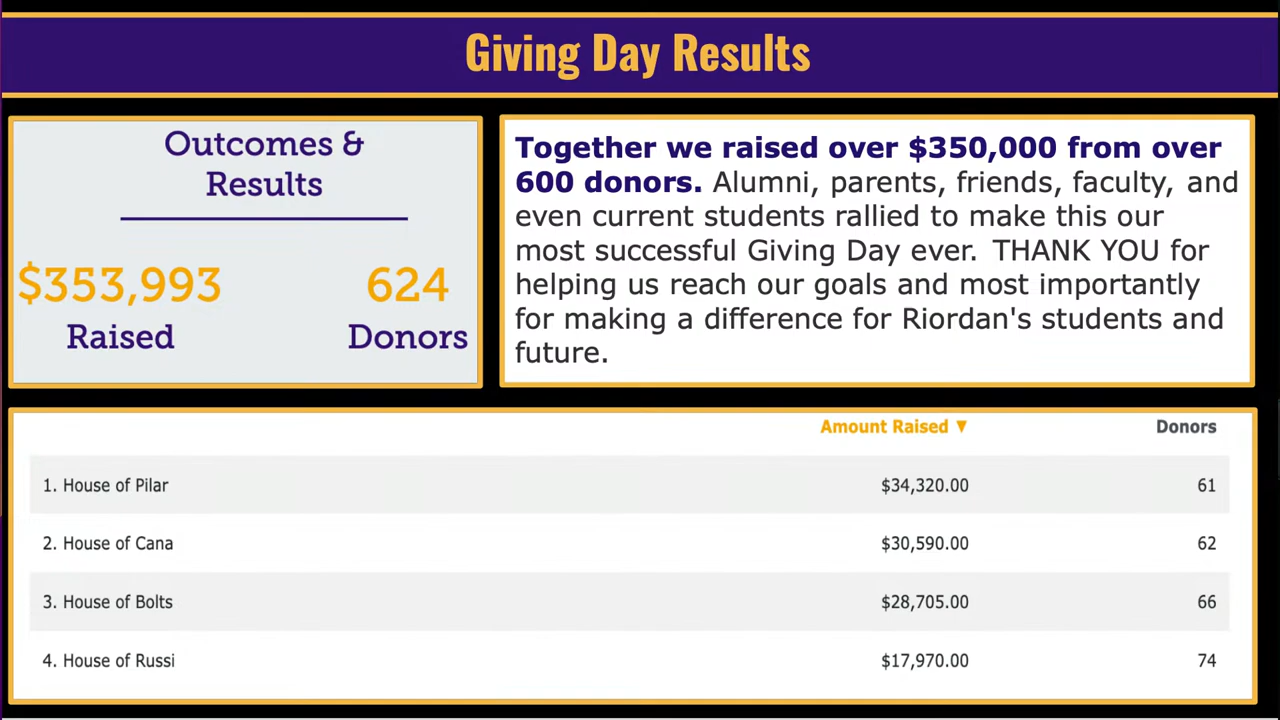 Giving Day Results
Outcomes &
Results
$353,993
Raised
624
Donors
Together we raised over $350,000 from over
600 donors. Alumni, parents, friends, faculty, and
even current students rallied to make this our
most successful Giving Day ever. THANK YOU for
helping us reach our goals and most importantly
for making a difference for Riordan's students and
future.
Amount Raised ▼ Donors
1. House of Pilar $34,320.00 61
2. House of Cana $30,590.00 62
3. House of Bolts $28,705.00 66
4. House of Russi $17,970.00 74